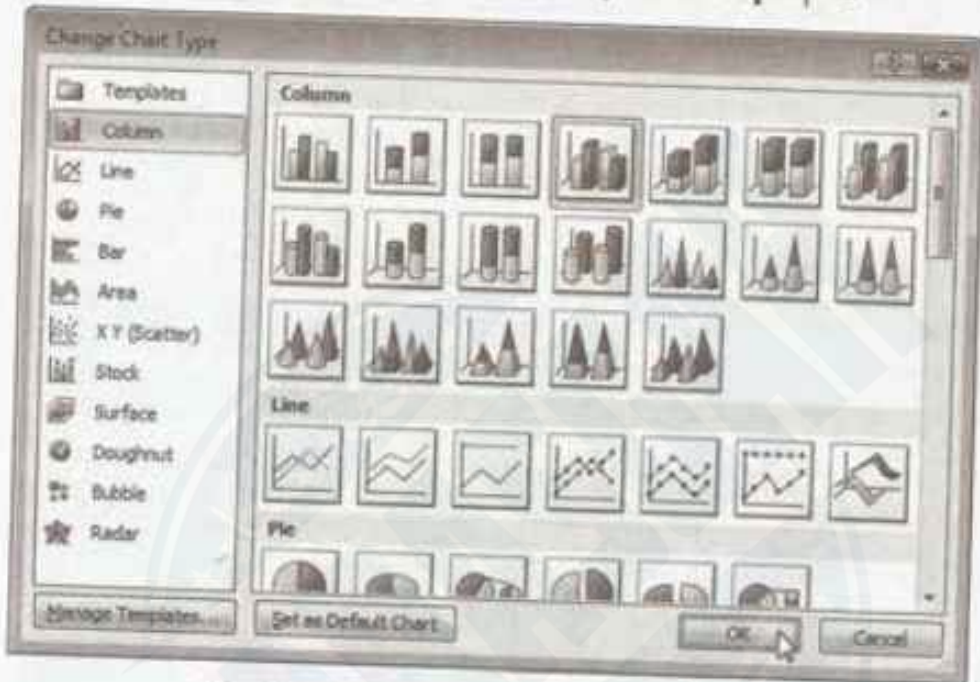 Change Chart Type
Templates
Column
Line
Pie
Bar
Area
X Y (Scatter)
Stock
Surface
Doughnut
Bubble
Radar
Manage Templates...
Column
Line
Pie
Set as Default Chart
OK
Cancel